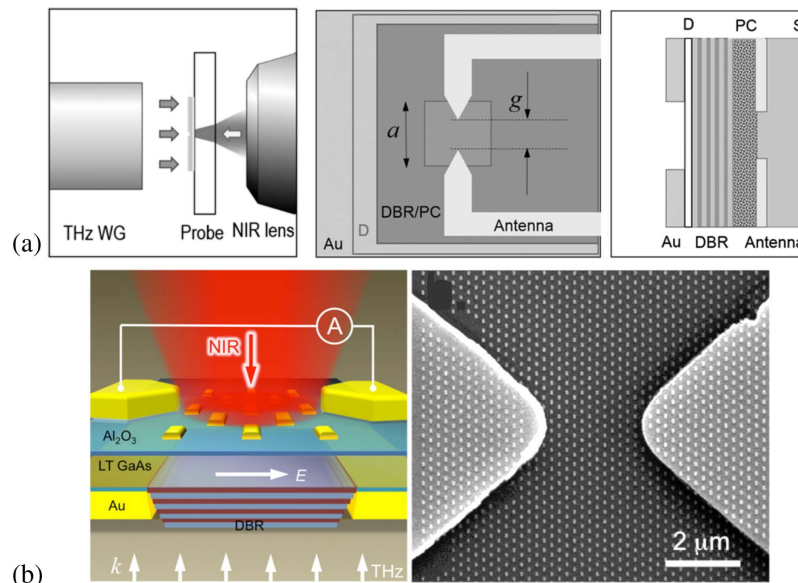 (a)
THz WG
Probe
NIR lens
a
g
DBR/PC
Antenna
Au
D
D
PC
S
Au
DBR
Antenna
(b)
A
NIR
Al₂O₃
LT GaAs
E
Au
DBR
k
THz
2 μm